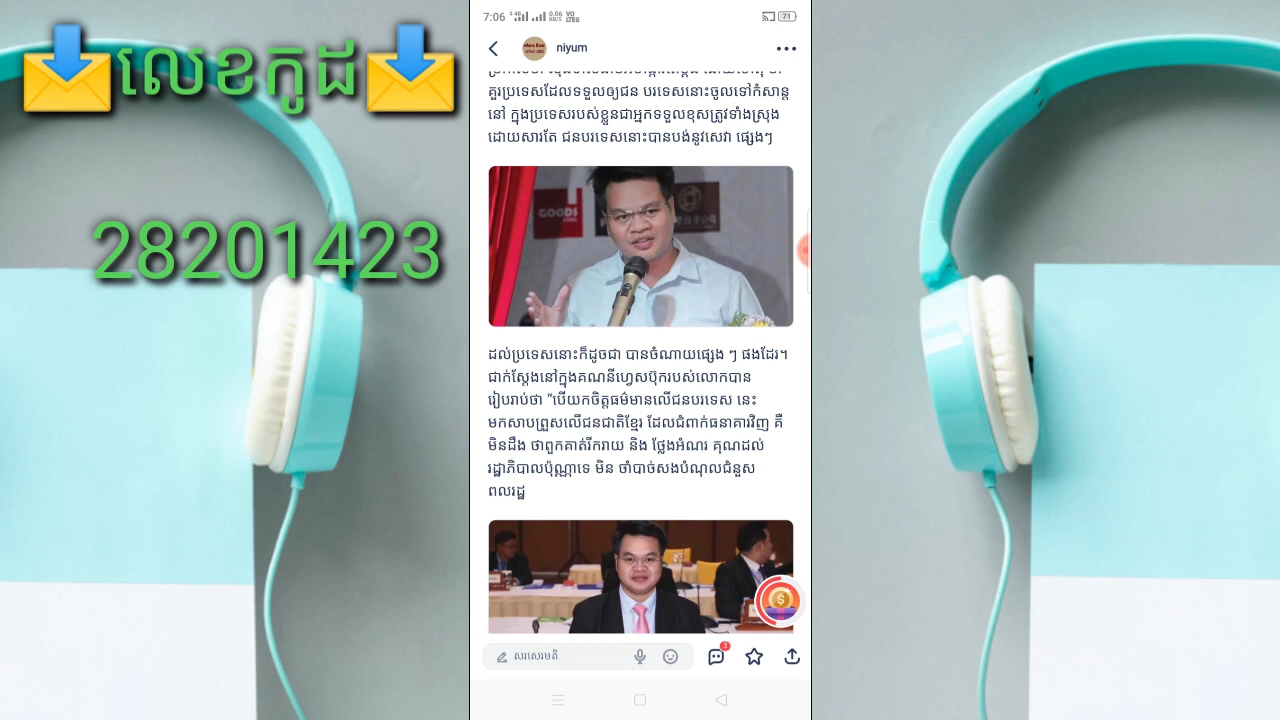 លេខកូដ
28201423
7:06
4G
0.06
KB/S
VO
LTE
71
niyum
គួរប្រទេសដែលទទួលឲ្យជន បរទេសនោះចូលទៅកំសាន្ត
នៅ ក្នុងប្រទេសរបស់ខ្លួនជាអ្នកទទួលខុសត្រូវទាំងស្រុង
ដោយសារតែ ជនបរទេសនោះបានបង់នូវសេវា ផ្សេងៗ
GOODS
ដល់ប្រទេសនោះក៏ដូចជា បានចំណាយផ្សេង ៗ ផងដែរ។
ជាក់ស្តែងនៅក្នុងគណនីហ្វេសប៊ុករបស់លោកបាន
រៀបរាប់ថា “បើយកចិត្តធម៌មានលើជនបរទេស នេះ
មកសាបព្រួសលើជនជាតិខ្មែរ ដែលជំពាក់ធនាគារវិញ គឺ
មិនដឹង ថាពួកគាត់រីករាយ និង ថ្លែងអំណរ គុណដល់
រដ្ឋាភិបាលប៉ុណ្ណាទេ មិន ចាំបាច់សងបំណុលជំនួស
ពលរដ្ឋ
សរសេរមតិ
3